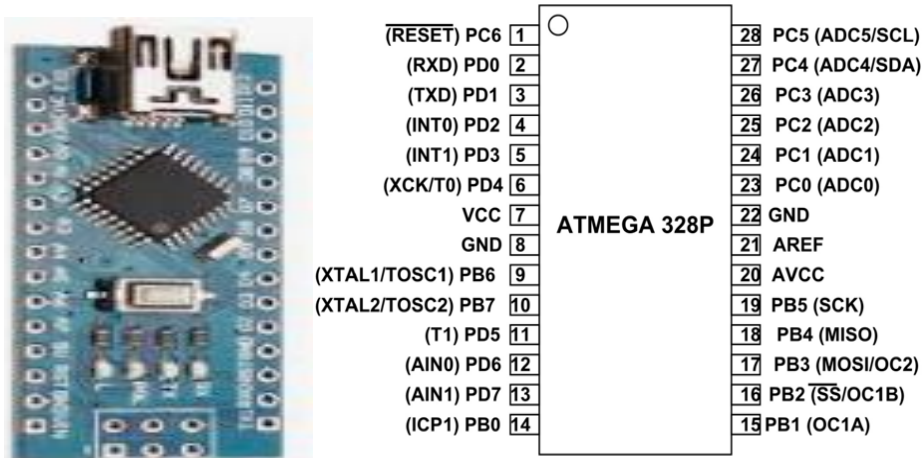 (RESET) PC6 1
(RXD) PD0 2
(TXD) PD1 3
(INT0) PD2 4
(INT1) PD3 5
(XCK/T0) PD4 6
VCC 7
GND 8
(XTAL1/TOSC1) PB6 9
(XTAL2/TOSC2) PB7 10
(T1) PD5 11
(AIN0) PD6 12
(AIN1) PD7 13
(ICP1) PB0 14
ATMEGA 328P
28 PC5 (ADC5/SCL)
27 PC4 (ADC4/SDA)
26 PC3 (ADC3)
25 PC2 (ADC2)
24 PC1 (ADC1)
23 PC0 (ADC0)
22 GND
21 AREF
20 AVCC
19 PB5 (SCK)
18 PB4 (MISO)
17 PB3 (MOSI/OC2)
16 PB2 (SS/OC1B)
15 PB1 (OC1A)